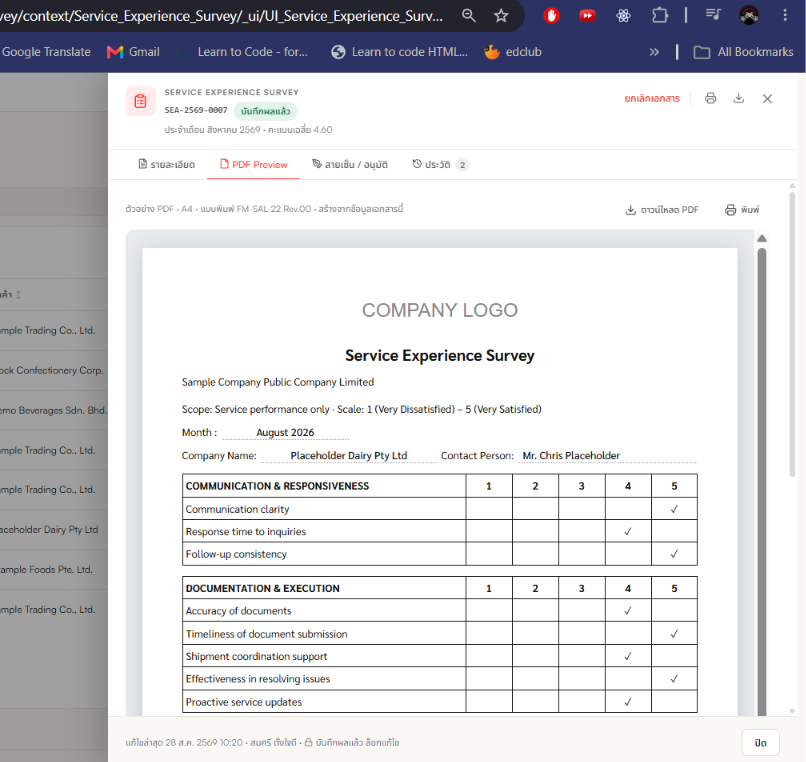 vey/context/Service_Experience_Survey/_ui/UI_Service_Experience_Surv...
Google Translate
Gmail
Learn to Code - for...
Learn to code HTML...
edclub
»
All Bookmarks
SERVICE EXPERIENCE SURVEY
SEA-2569-0007 บันทึกผลแล้ว
ประจำเดือน สิงหาคม 2569 · คะแนนเฉลี่ย 4.60
ยกเลิกเอกสาร
รายละเอียด
PDF Preview
ลายเซ็น / อนุมัติ
ประวัติ 2
ตัวอย่าง PDF · A4 · แบบพิมพ์ FM-SAL-22 Rev.00 · สร้างจากข้อมูลเอกสารนี้
ดาวน์โหลด PDF
พิมพ์
ค้า
mple Trading Co., Ltd.
ock Confectionery Corp.
emo Beverages Sdn. Bhd.
mple Trading Co., Ltd.
mple Trading Co., Ltd.
aceholder Dairy Pty Ltd
ample Foods Pte. Ltd.
mple Trading Co., Ltd.
COMPANY LOGO
Service Experience Survey
Sample Company Public Company Limited
Scope: Service performance only · Scale: 1 (Very Dissatisfied) – 5 (Very Satisfied)
Month : August 2026
Company Name: Placeholder Dairy Pty Ltd Contact Person: Mr. Chris Placeholder
COMMUNICATION & RESPONSIVENESS 1 2 3 4 5
Communication clarity ✓
Response time to inquiries ✓
Follow-up consistency ✓
DOCUMENTATION & EXECUTION 1 2 3 4 5
Accuracy of documents ✓
Timeliness of document submission ✓
Shipment coordination support ✓
Effectiveness in resolving issues ✓
Proactive service updates ✓
แก้ไขล่าสุด 28 ส.ค. 2569 10:20 · สมศรี ตั้งใจดี · บันทึกผลแล้ว ล็อกแก้ไข
ปิด